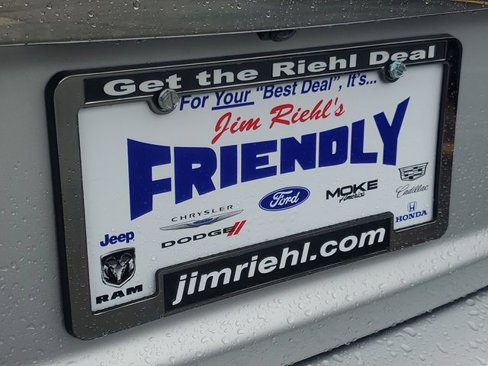 Get the Riehl Deal
For Your "Best Deal", It's...
Jim Riehl's
FRIENDLY
CHRYSLER
Ford
MOKE
America
Cadillac
Jeep
DODGE
HONDA
RAM
jimriehl.com